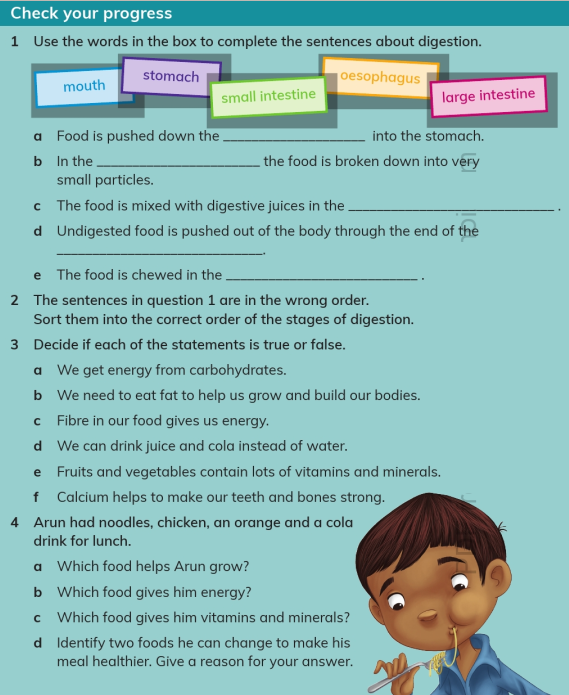 Check your progress
1 Use the words in the box to complete the sentences about digestion.
mouth
stomach
small intestine
oesophagus
large intestine
a Food is pushed down the ____________________ into the stomach.
b In the ____________________ the food is broken down into very
small particles.
c The food is mixed with digestive juices in the ____________________ .
d Undigested food is pushed out of the body through the end of the
____________________.
e The food is chewed in the ____________________ .
2 The sentences in question 1 are in the wrong order.
Sort them into the correct order of the stages of digestion.
3 Decide if each of the statements is true or false.
a We get energy from carbohydrates.
b We need to eat fat to help us grow and build our bodies.
c Fibre in our food gives us energy.
d We can drink juice and cola instead of water.
e Fruits and vegetables contain lots of vitamins and minerals.
f Calcium helps to make our teeth and bones strong.
4 Arun had noodles, chicken, an orange and a cola
drink for lunch.
a Which food helps Arun grow?
b Which food gives him energy?
c Which food gives him vitamins and minerals?
d Identify two foods he can change to make his
meal healthier. Give a reason for your answer.